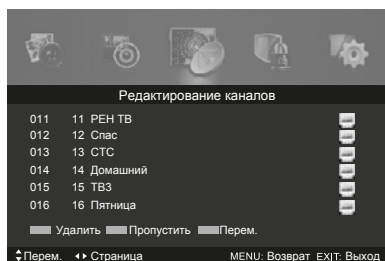 Редактирование каналов
011 11 РЕН ТВ
012 12 Спас
013 13 СТС
014 14 Домашний
015 15 ТВ3
016 16 Пятница
Удалить Пропустить Перем.
Перем. Страница MENU: Возврат EXIT: Выход